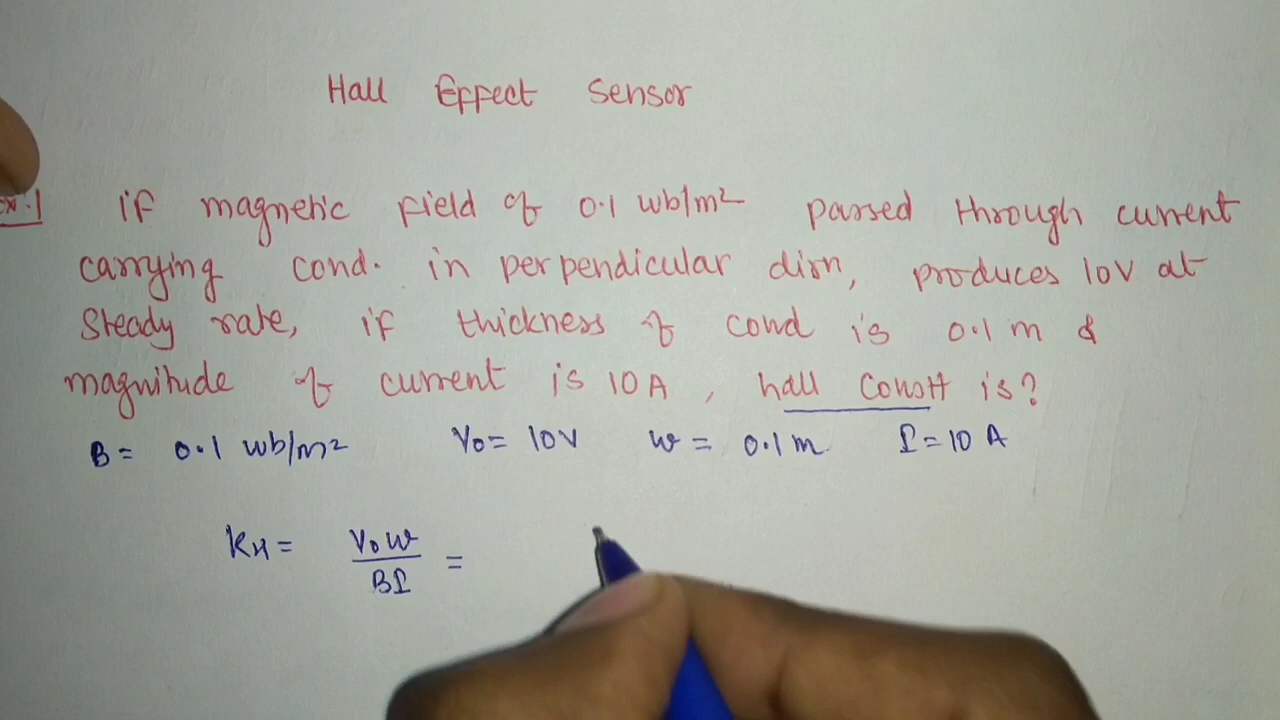 Hall Effect Sensor
Ex.1 if magnetic field of 0.1 wb/m² passed through current
carrying cond. in perpendicular dirn, produces 10V at
Steady rate, if thickness of cond is 0.1 m &
magnitude of current is 10 A, hall constt is?
B = 0.1 wb/m² V₀ = 10V w = 0.1 m I = 10 A
KH = V₀w / BI =